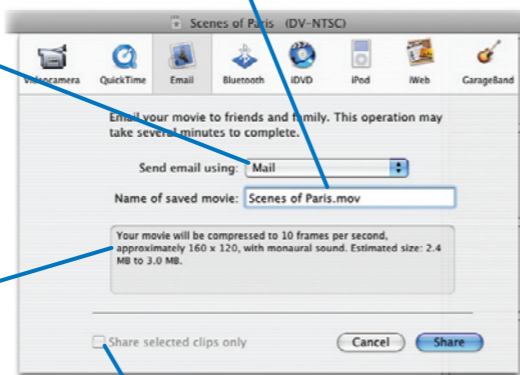 Scenes of Paris (DV-NTSC)
Videocamera QuickTime Email Bluetooth iDVD iPod iWeb GarageBand
Email your movie to friends and family. This operation may
take several minutes to complete.
Send email using: Mail
Name of saved movie: Scenes of Paris.mov
Your movie will be compressed to 10 frames per second,
approximately 160 x 120, with monaural sound. Estimated size: 2.4
MB to 3.0 MB.
Share selected clips only Cancel Share